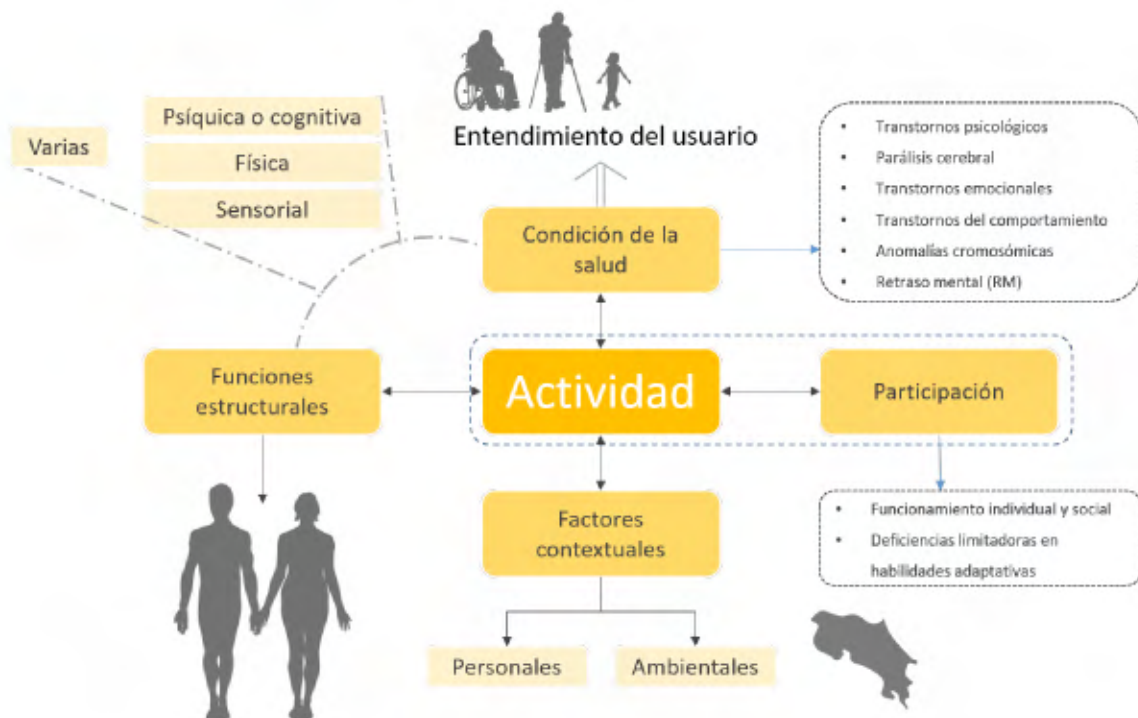 Psíquica o cognitiva
Varias
Física
Sensorial
Entendimiento del usuario
Condición de la
salud
• Transtornos psicológicos
• Parálisis cerebral
• Transtornos emocionales
• Transtornos del comportamiento
• Anomalías cromosómicas
• Retraso mental (RM)
Funciones
estructurales
Actividad
Participación
Factores
contextuales
• Funcionamiento individual y social
• Deficiencias limitadoras en
habilidades adaptativas
Personales
Ambientales